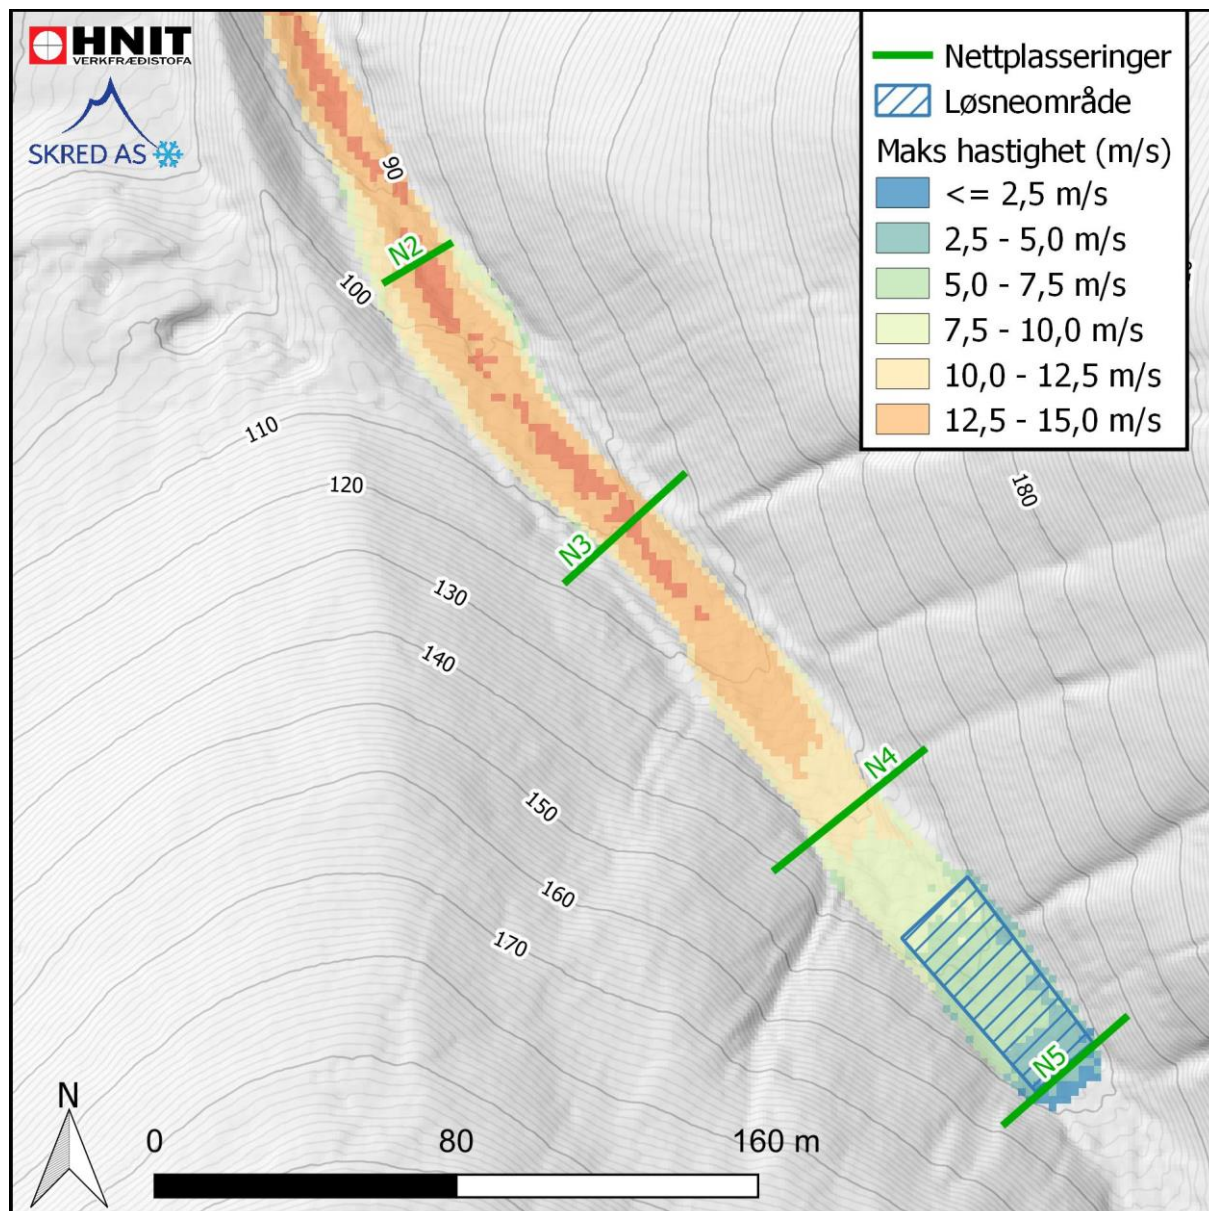 HNIT
VERKFRÆÐISTOFA
SKRED AS
Nettplasseringer
Løsneområde
Maks hastighet (m/s)
<= 2,5 m/s
2,5 - 5,0 m/s
5,0 - 7,5 m/s
7,5 - 10,0 m/s
10,0 - 12,5 m/s
12,5 - 15,0 m/s
90
N2
100
110
120
180
N3
130
140
N4
150
160
170
N5
N
0 80 160 m